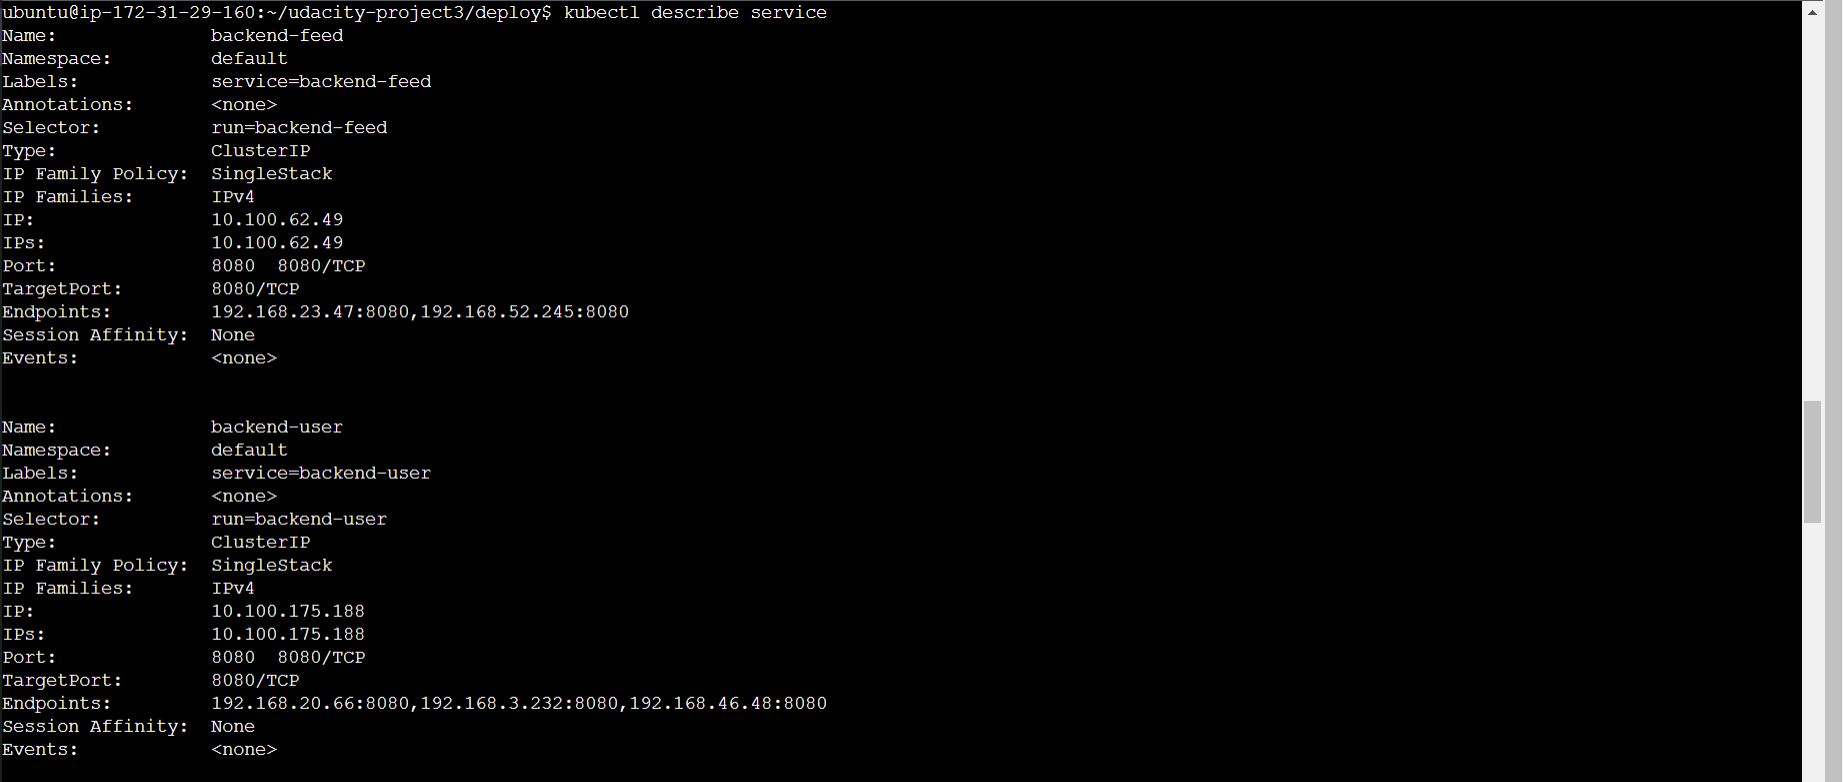 ubuntu@ip-172-31-29-160:~/udacity-project3/deploy$ kubectl describe service
Name:              backend-feed
Namespace:         default
Labels:            service=backend-feed
Annotations:       <none>
Selector:          run=backend-feed
Type:              ClusterIP
IP Family Policy:  SingleStack
IP Families:       IPv4
IP:                10.100.62.49
IPs:               10.100.62.49
Port:              8080  8080/TCP
TargetPort:        8080/TCP
Endpoints:         192.168.23.47:8080,192.168.52.245:8080
Session Affinity:  None
Events:            <none>
Name:              backend-user
Namespace:         default
Labels:            service=backend-user
Annotations:       <none>
Selector:          run=backend-user
Type:              ClusterIP
IP Family Policy:  SingleStack
IP Families:       IPv4
IP:                10.100.175.188
IPs:               10.100.175.188
Port:              8080  8080/TCP
TargetPort:        8080/TCP
Endpoints:         192.168.20.66:8080,192.168.3.232:8080,192.168.46.48:8080
Session Affinity:  None
Events:            <none>